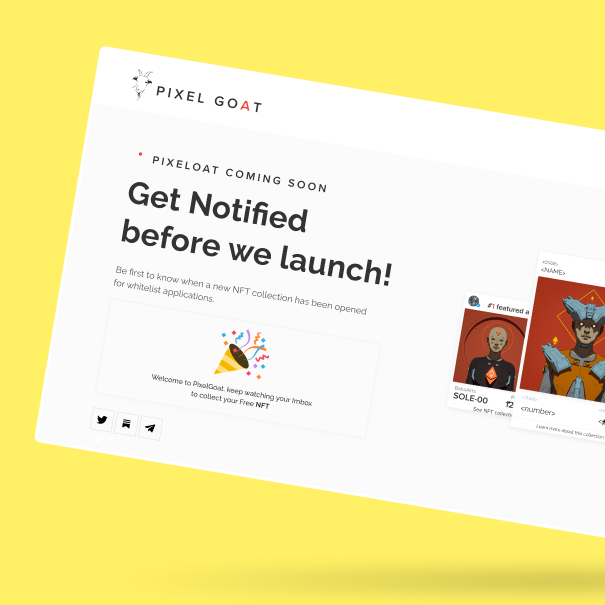 PIXEL GOAT
PIXELOAT COMING SOON
Get Notified
before we launch!
Be first to know when a new NFT collection has been opened
for whitelist applications.
Welcome to PixelGoat. keep watching your Imbox
to collect your Free NFT
#1 featured a
SOLE-00
12
See NFT collecti
<CODE>
<NAME>
<number>
Learn more about this collection